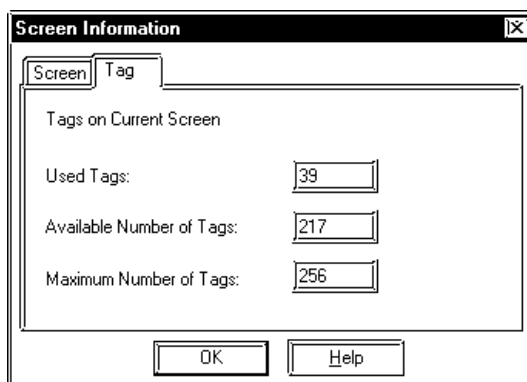 Screen Information
Screen Tag
Tags on Current Screen
Used Tags: 39
Available Number of Tags: 217
Maximum Number of Tags: 256
OK Help